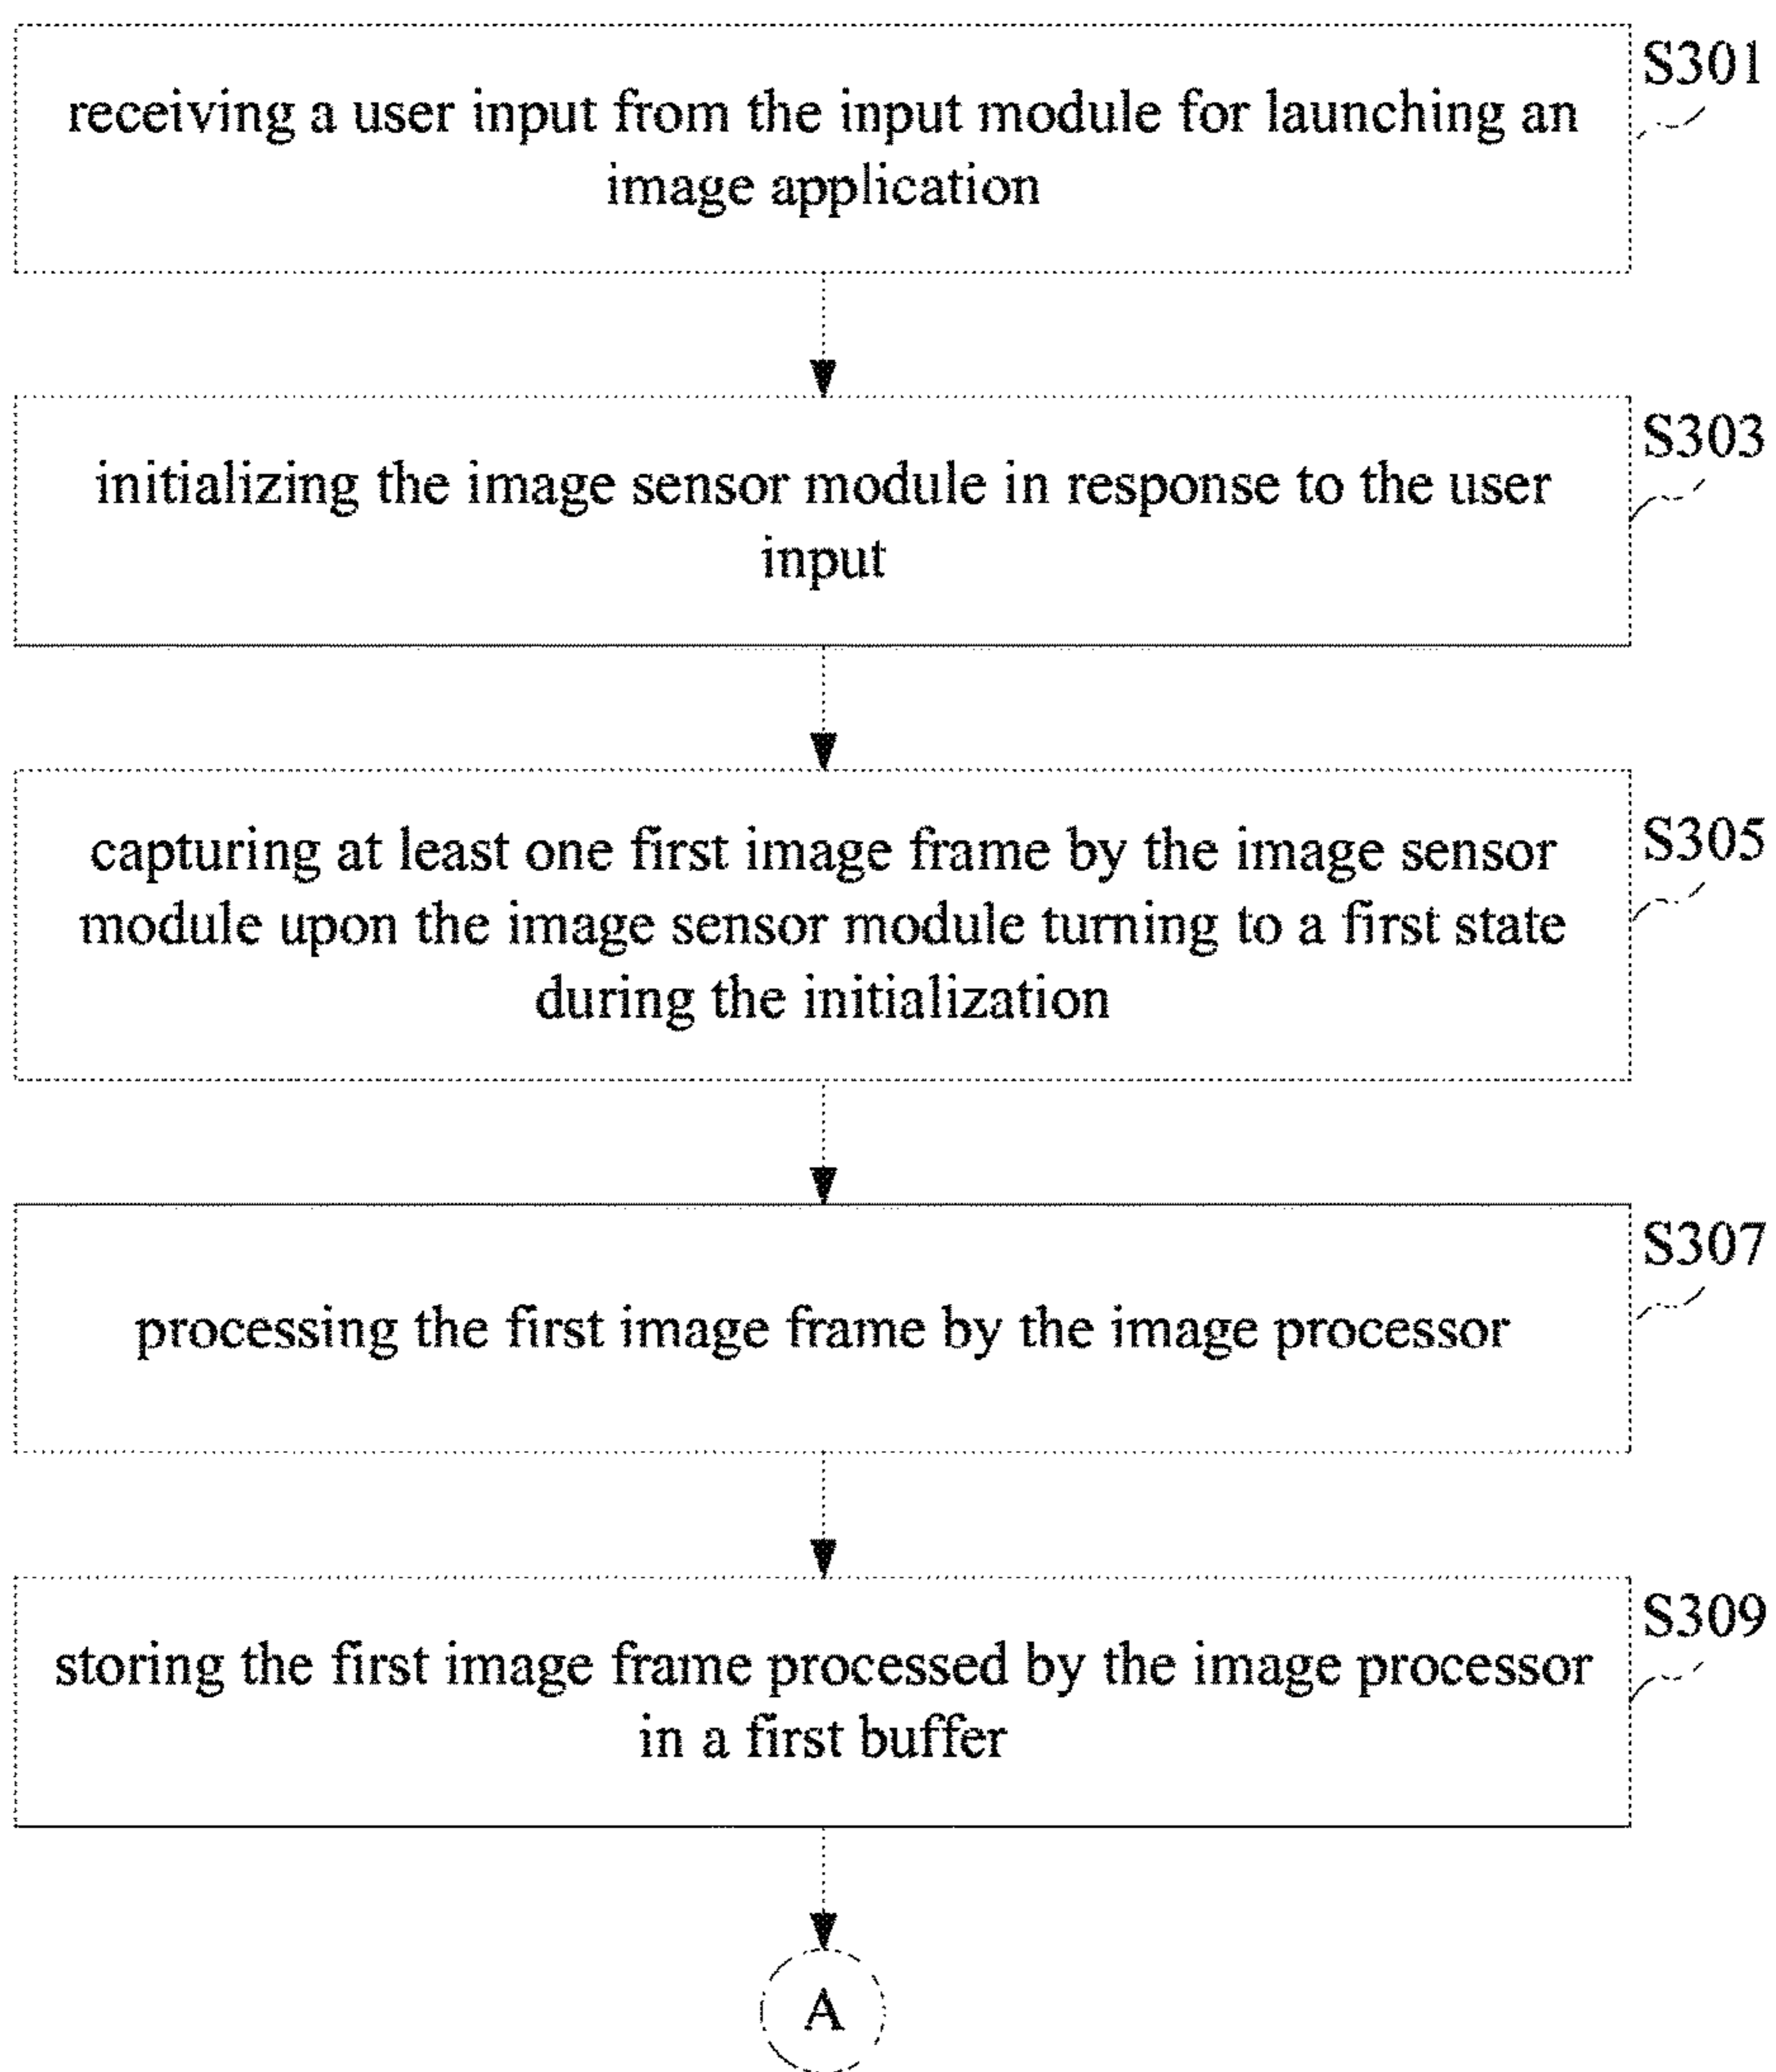 S301
receiving a user input from the input module for launching an
image application
S303
initializing the image sensor module in response to the user
input
S305
capturing at least one first image frame by the image sensor
module upon the image sensor module turning to a first state
during the initialization
S307
processing the first image frame by the image processor
S309
storing the first image frame processed by the image processor
in a first buffer
A